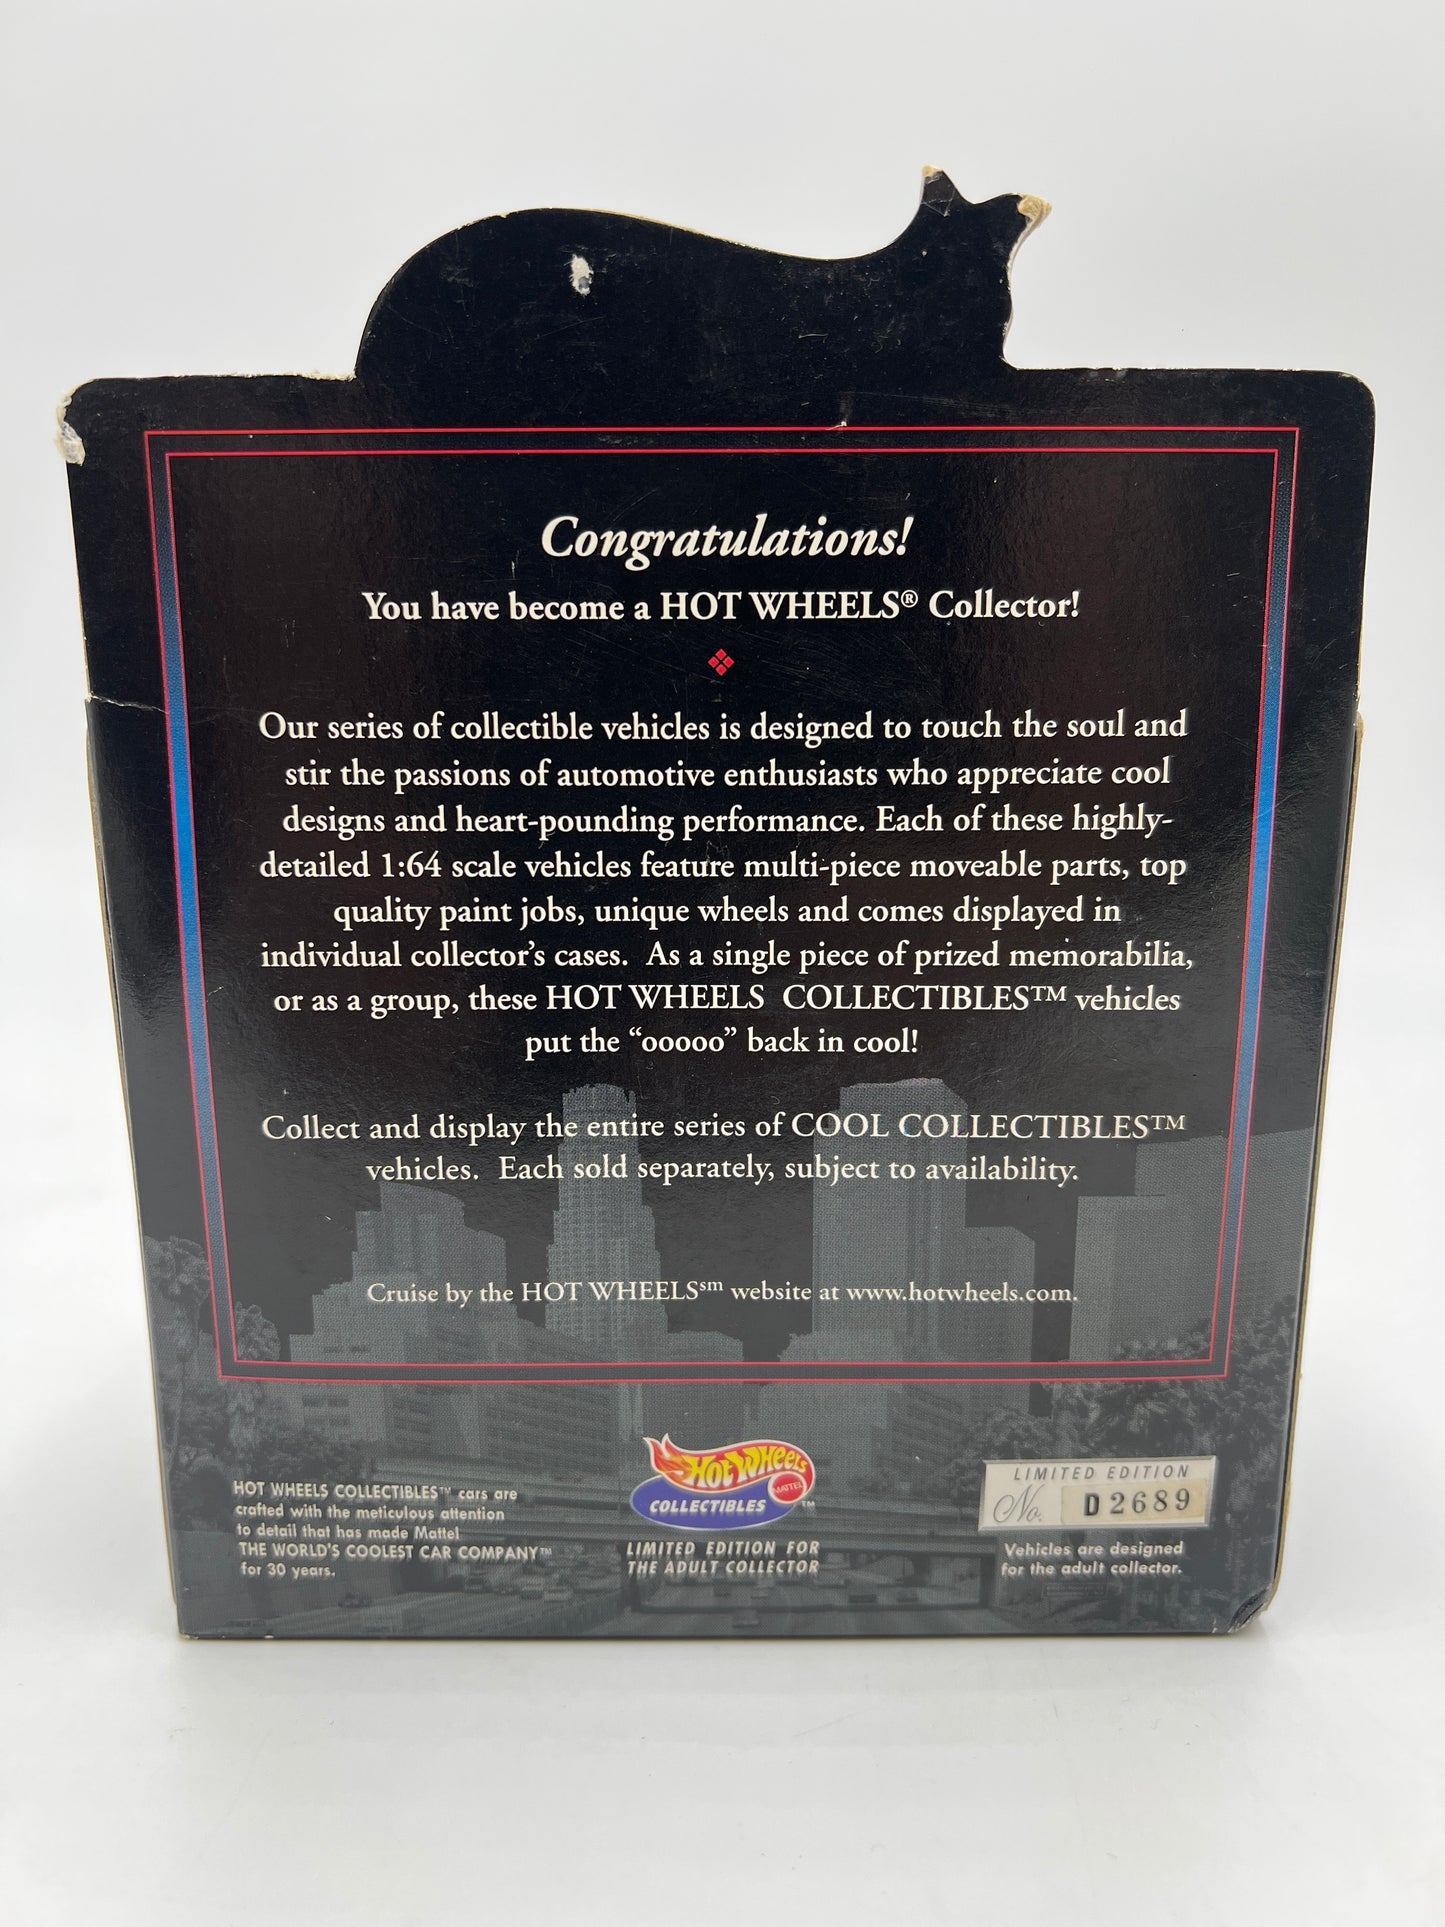 Congratulations!
You have become a HOT WHEELS® Collector!
Our series of collectible vehicles is designed to touch the soul and
stir the passions of automotive enthusiasts who appreciate cool
designs and heart-pounding performance. Each of these highly-
detailed 1:64 scale vehicles feature multi-piece moveable parts, top
quality paint jobs, unique wheels and comes displayed in
individual collector's cases. As a single piece of prized memorabilia,
or as a group, these HOT WHEELS COLLECTIBLES™ vehicles
put the “ooooo” back in cool!
Collect and display the entire series of COOL COLLECTIBLES™
vehicles. Each sold separately, subject to availability.
Cruise by the HOT WHEELSsm website at www.hotwheels.com.
HOT WHEELS COLLECTIBLES™ cars are
crafted with the meticulous attention
to detail that has made Mattel
THE WORLD'S COOLEST CAR COMPANY™
for 30 years.
Hot Wheels
MATTEL
COLLECTIBLES ™
LIMITED EDITION FOR
THE ADULT COLLECTOR
LIMITED EDITION
No. D 2689
Vehicles are designed
for the adult collector.